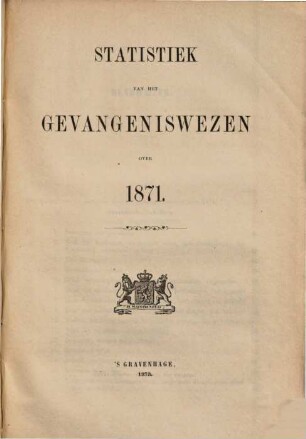 STATISTIEK
VAN HET
GEVANGENISWEZEN
OVER
1871.
'S GRAVENHAGE,